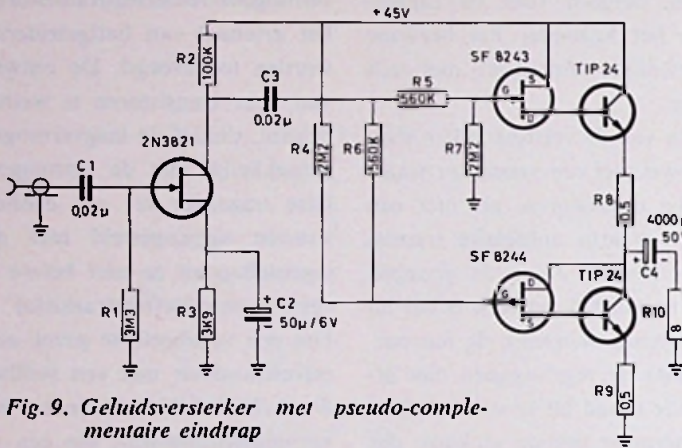 +45V
R2
100K
C3
0,02µ
2N3821
C1
0,02µ
R1
3M3
R3
3K9
C2
50µ/6V
R4
2M2
R6
560K
R5
560K
R7
2M2
SF 8243
G
S
D
TIP 24
R8
0,5
4000µ
50
C4
SF 8244
G
S
TIP 24
R10
8
R9
0,5
Fig. 9. Geluidsversterker met pseudo-comple-
mentaire eindtrap